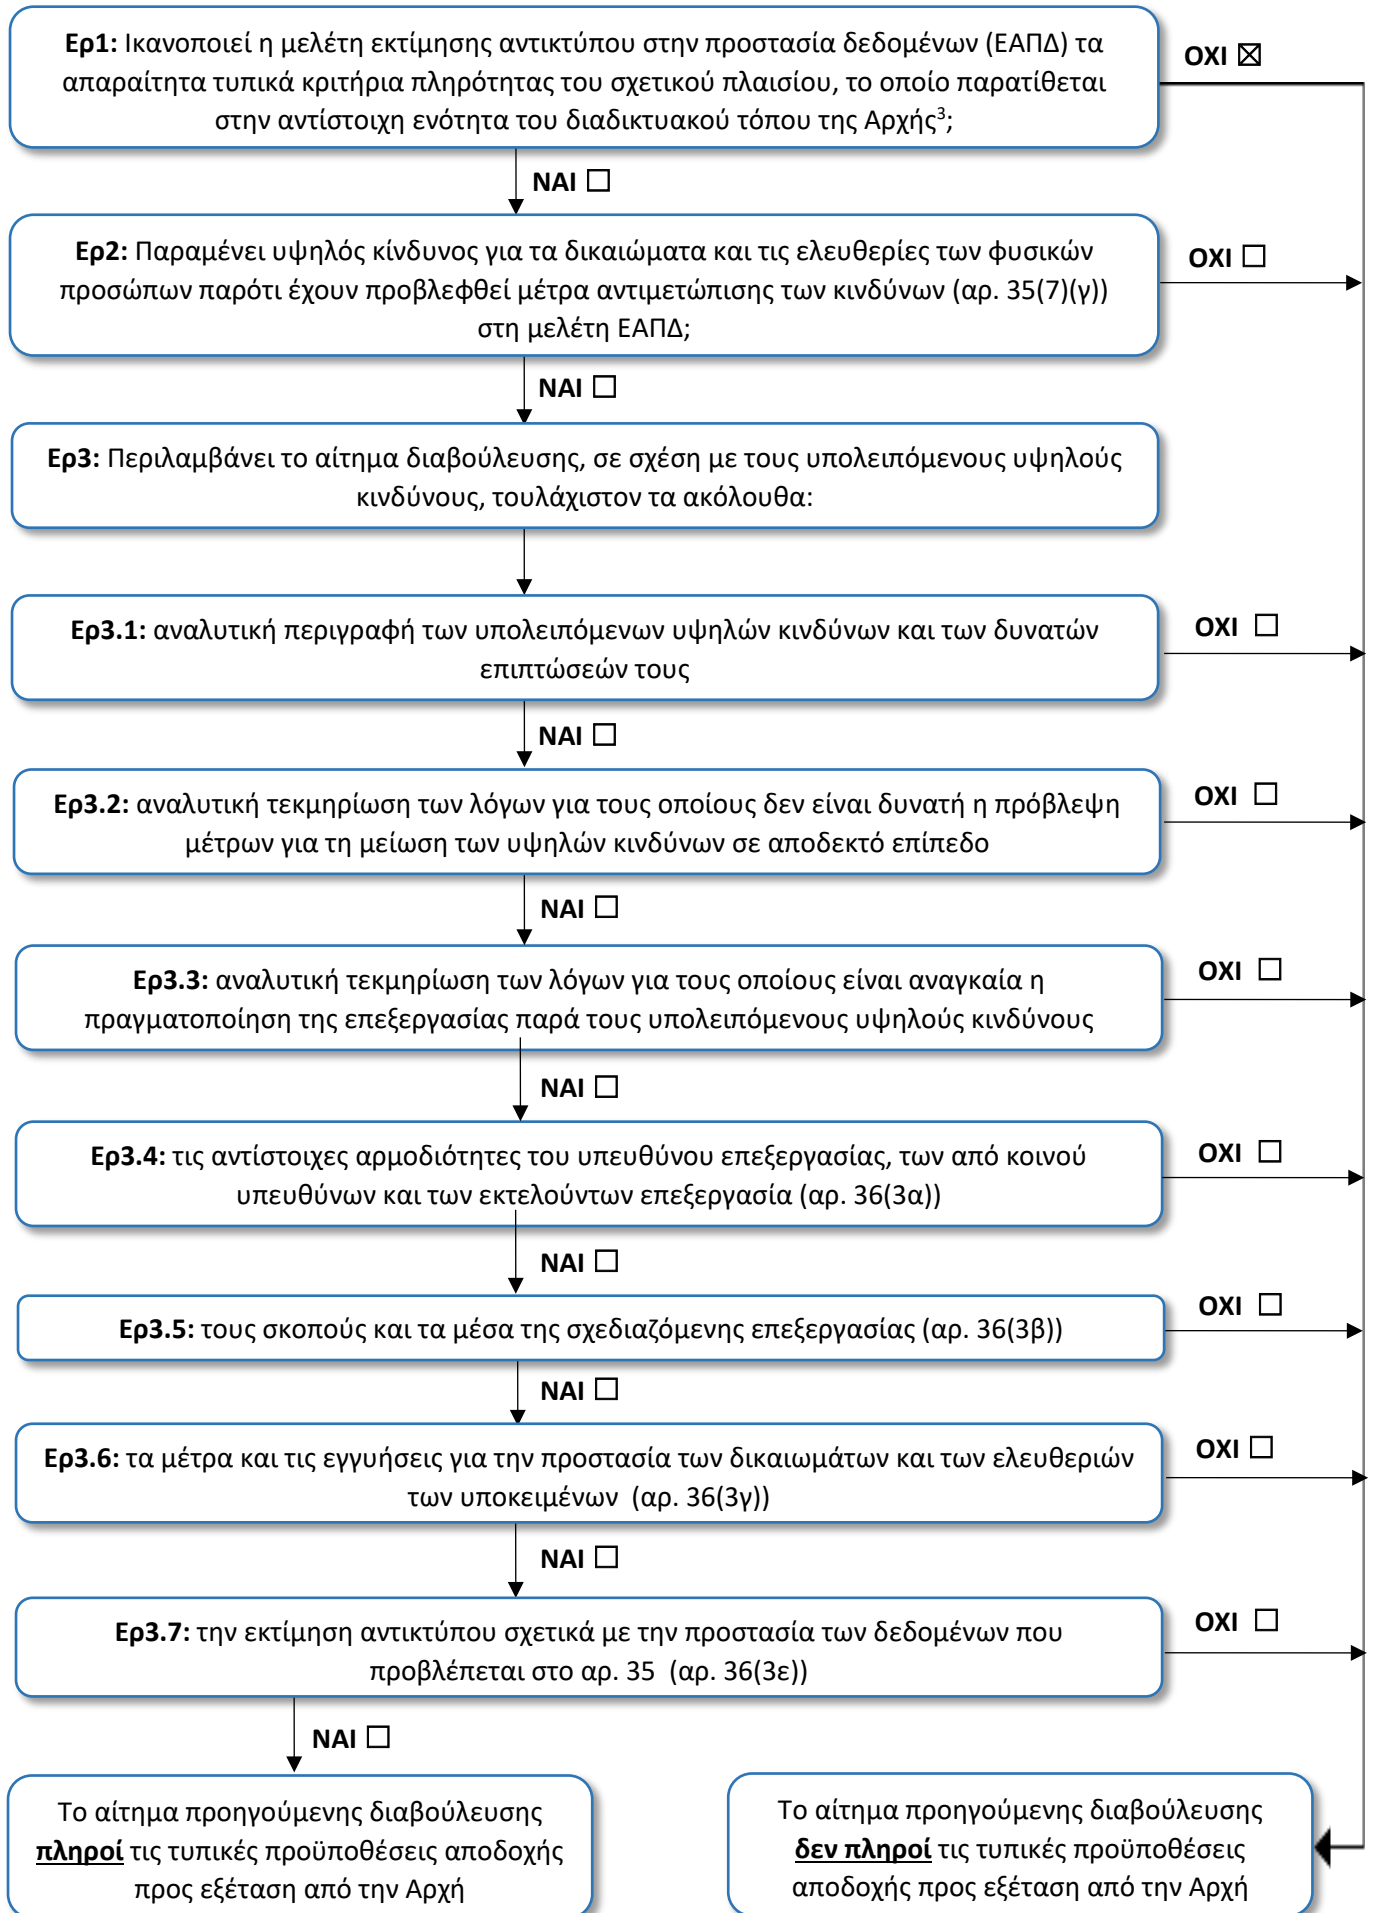 Ερ1: Ικανοποιεί η μελέτη εκτίμησης αντικτύπου στην προστασία δεδομένων (ΕΑΠΔ) τα
απαραίτητα τυπικά κριτήρια πληρότητας του σχετικού πλαισίου, το οποίο παρατίθεται
στην αντίστοιχη ενότητα του διαδικτυακού τόπου της Αρχής³;
ΟΧΙ ☒
ΝΑΙ ☐
Ερ2: Παραμένει υψηλός κίνδυνος για τα δικαιώματα και τις ελευθερίες των φυσικών
προσώπων παρότι έχουν προβλεφθεί μέτρα αντιμετώπισης των κινδύνων (αρ. 35(7)(γ))
στη μελέτη ΕΑΠΔ;
ΟΧΙ ☐
ΝΑΙ ☐
Ερ3: Περιλαμβάνει το αίτημα διαβούλευσης, σε σχέση με τους υπολειπόμενους υψηλούς
κινδύνους, τουλάχιστον τα ακόλουθα:
Ερ3.1: αναλυτική περιγραφή των υπολειπόμενων υψηλών κινδύνων και των δυνατών
επιπτώσεών τους
ΟΧΙ ☐
ΝΑΙ ☐
Ερ3.2: αναλυτική τεκμηρίωση των λόγων για τους οποίους δεν είναι δυνατή η πρόβλεψη
μέτρων για τη μείωση των υψηλών κινδύνων σε αποδεκτό επίπεδο
ΟΧΙ ☐
ΝΑΙ ☐
Ερ3.3: αναλυτική τεκμηρίωση των λόγων για τους οποίους είναι αναγκαία η
πραγματοποίηση της επεξεργασίας παρά τους υπολειπόμενους υψηλούς κινδύνους
ΟΧΙ ☐
ΝΑΙ ☐
Ερ3.4: τις αντίστοιχες αρμοδιότητες του υπευθύνου επεξεργασίας, των από κοινού
υπευθύνων και των εκτελούντων επεξεργασία (αρ. 36(3α))
ΟΧΙ ☐
ΝΑΙ ☐
Ερ3.5: τους σκοπούς και τα μέσα της σχεδιαζόμενης επεξεργασίας (αρ. 36(3β))
ΟΧΙ ☐
ΝΑΙ ☐
Ερ3.6: τα μέτρα και τις εγγυήσεις για την προστασία των δικαιωμάτων και των ελευθεριών
των υποκειμένων (αρ. 36(3γ))
ΟΧΙ ☐
ΝΑΙ ☐
Ερ3.7: την εκτίμηση αντικτύπου σχετικά με την προστασία των δεδομένων που
προβλέπεται στο αρ. 35 (αρ. 36(3ε))
ΟΧΙ ☐
ΝΑΙ ☐
Το αίτημα προηγούμενης διαβούλευσης
πληροί τις τυπικές προϋποθέσεις αποδοχής
προς εξέταση από την Αρχή
Το αίτημα προηγούμενης διαβούλευσης
δεν πληροί τις τυπικές προϋποθέσεις
αποδοχής προς εξέταση από την Αρχή